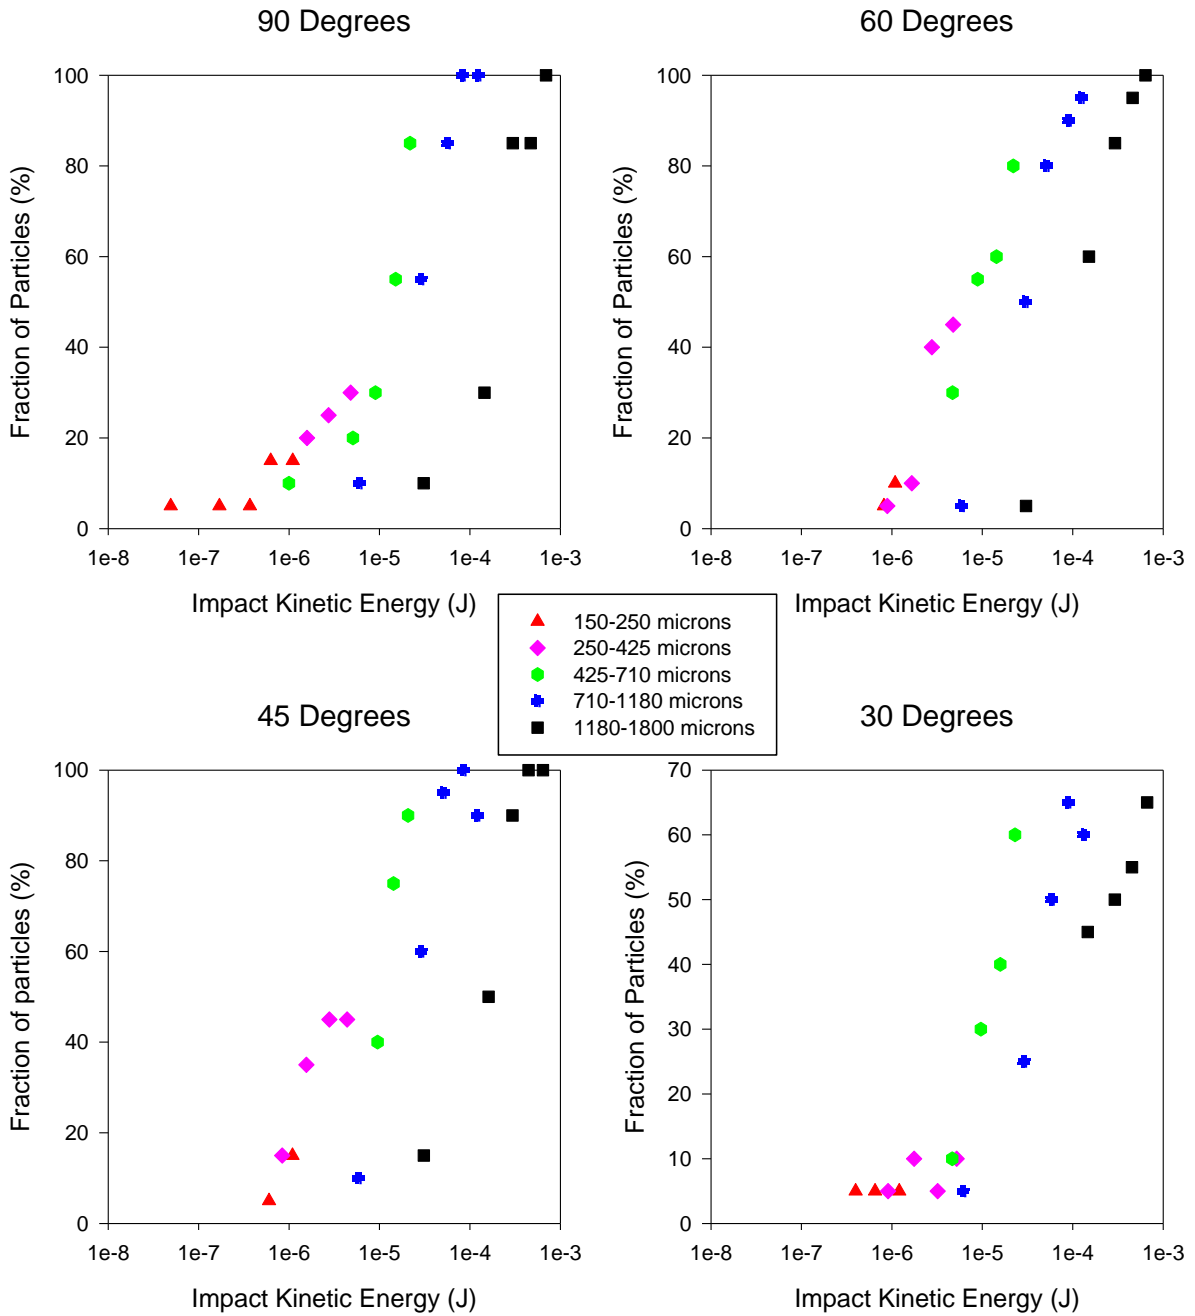 90 Degrees
60 Degrees
100
80
60
40
20
0
Fraction of Particles (%)
1e-8 1e-7 1e-6 1e-5 1e-4 1e-3
Impact Kinetic Energy (J)
100
80
60
40
20
0
Fraction of Particles (%)
1e-8 1e-7 1e-6 1e-5 1e-4 1e-3
Impact Kinetic Energy (J)
150-250 microns
250-425 microns
425-710 microns
710-1180 microns
1180-1800 microns
45 Degrees
30 Degrees
100
80
60
40
20
0
Fraction of particles (%)
1e-8 1e-7 1e-6 1e-5 1e-4 1e-3
Impact Kinetic Energy (J)
70
60
50
40
30
20
10
0
Fraction of Particles (%)
1e-8 1e-7 1e-6 1e-5 1e-4 1e-3
Impact Kinetic Energy (J)